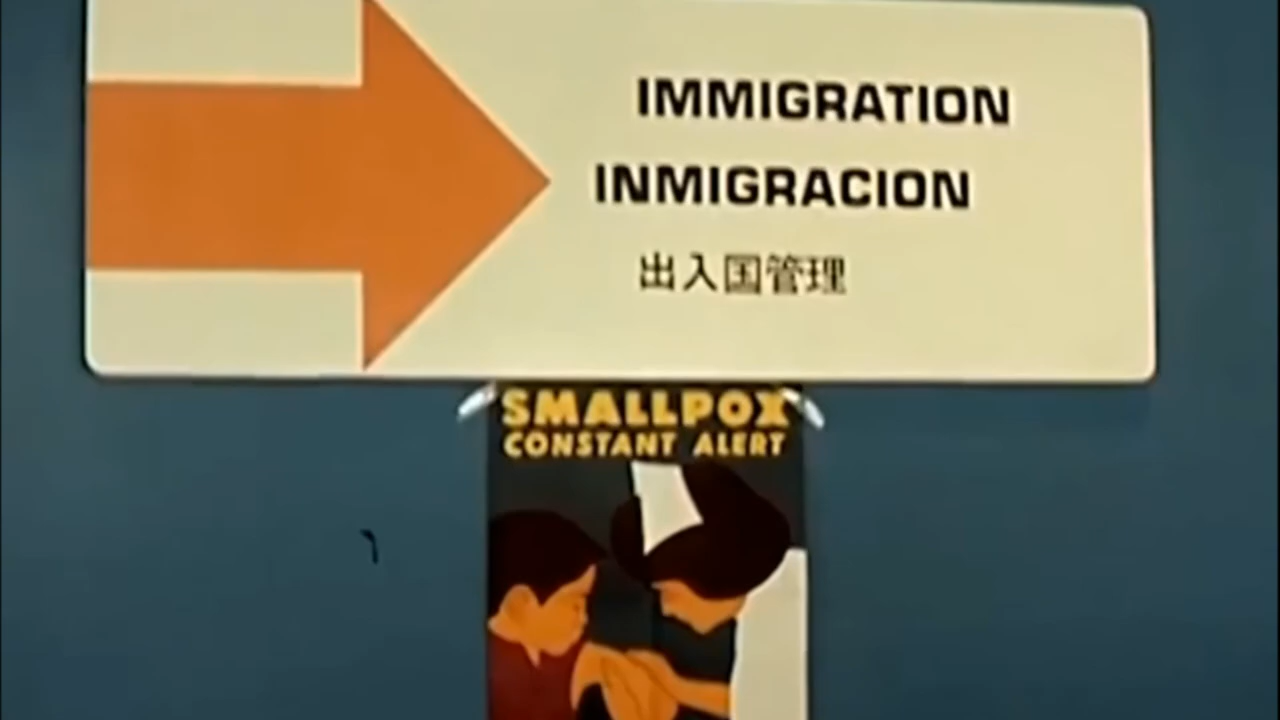 IMMIGRATION
INMIGRACION
出入国管理
SMALLPOX
CONSTANT ALERT